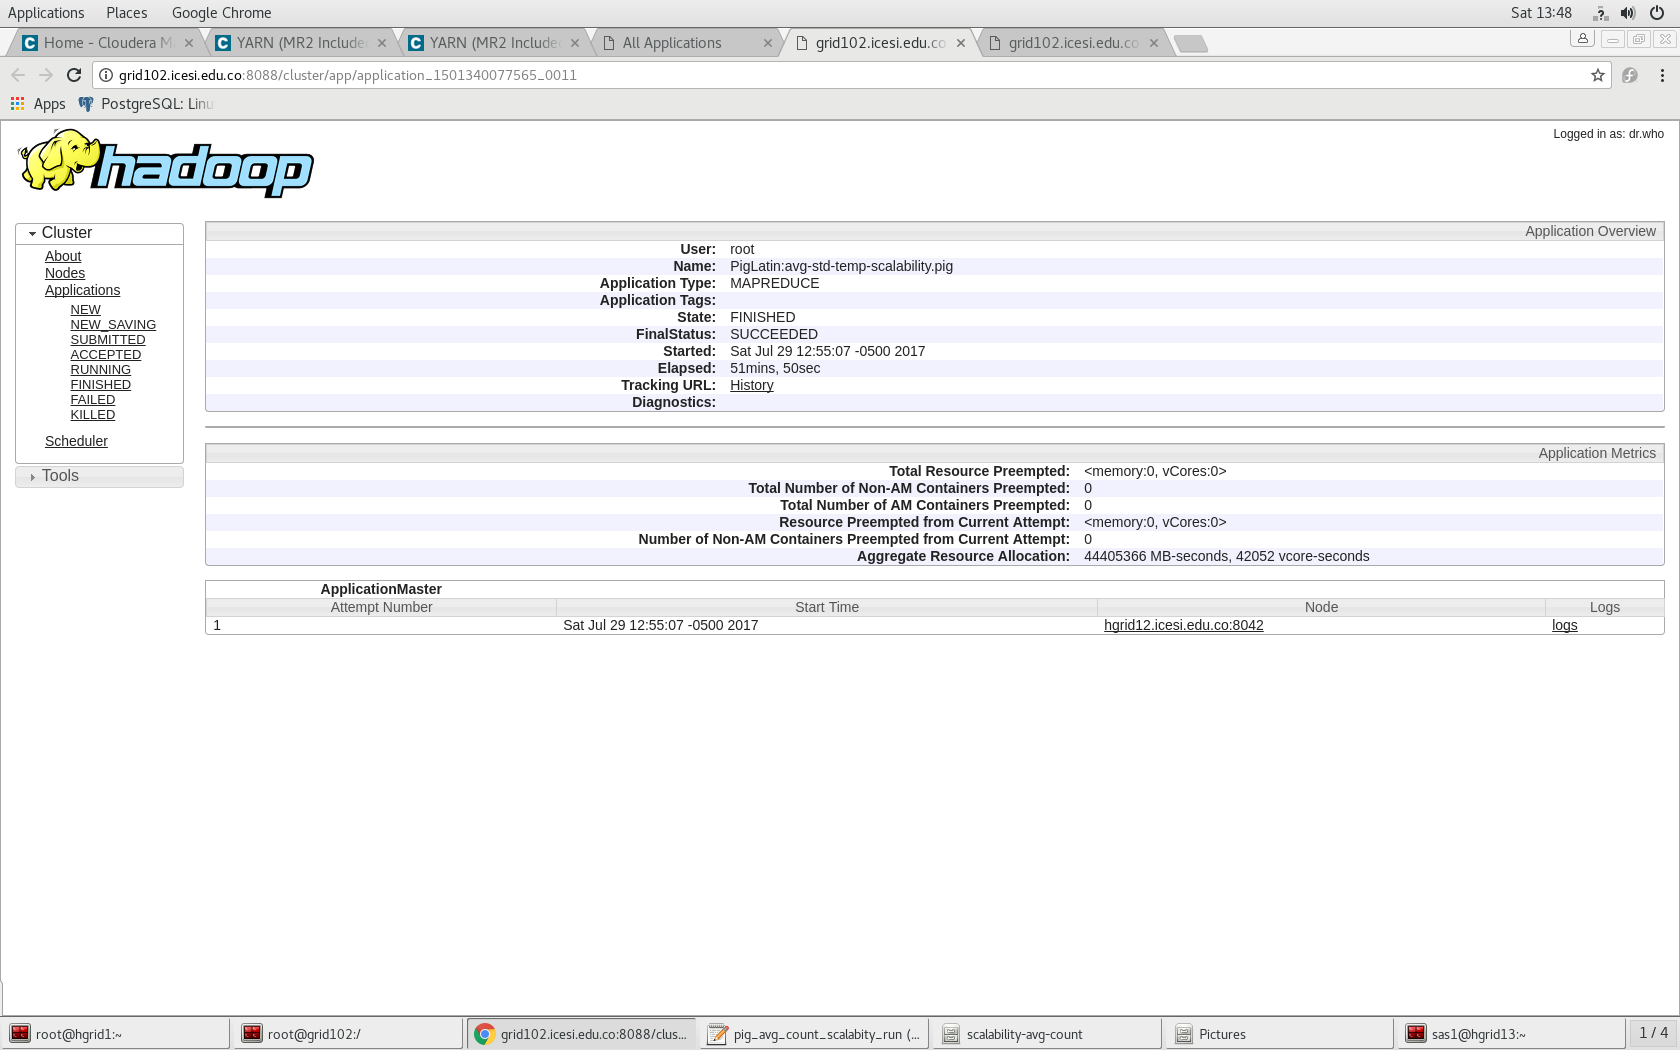 Applications Places Google Chrome Sat 13:48
Home - Cloudera M YARN (MR2 Include YARN (MR2 Include All Applications grid102.icesi.edu.co grid102.icesi.edu.co
grid102.icesi.edu.co:8088/cluster/app/application_1501340077565_0011
Apps PostgreSQL: Linu
Logged in as: dr.who
hadoop
Cluster
About
Nodes
Applications
NEW
NEW_SAVING
SUBMITTED
ACCEPTED
RUNNING
FINISHED
FAILED
KILLED
Scheduler
Tools
Application Overview
User: root
Name: PigLatin:avg-std-temp-scalability.pig
Application Type: MAPREDUCE
Application Tags:
State: FINISHED
FinalStatus: SUCCEEDED
Started: Sat Jul 29 12:55:07 -0500 2017
Elapsed: 51mins, 50sec
Tracking URL: History
Diagnostics:
Application Metrics
Total Resource Preempted: <memory:0, vCores:0>
Total Number of Non-AM Containers Preempted: 0
Total Number of AM Containers Preempted: 0
Resource Preempted from Current Attempt: <memory:0, vCores:0>
Number of Non-AM Containers Preempted from Current Attempt: 0
Aggregate Resource Allocation: 44405366 MB-seconds, 42052 vcore-seconds
ApplicationMaster
Attempt Number Start Time Node Logs
1 Sat Jul 29 12:55:07 -0500 2017 hgrid12.icesi.edu.co:8042 logs
root@hgrid1:~ root@grid102:/ grid102.icesi.edu.co:8088/clus... pig_avg_count_scalabity_run (... scalability-avg-count Pictures sas1@hgrid13:~ 1 / 4